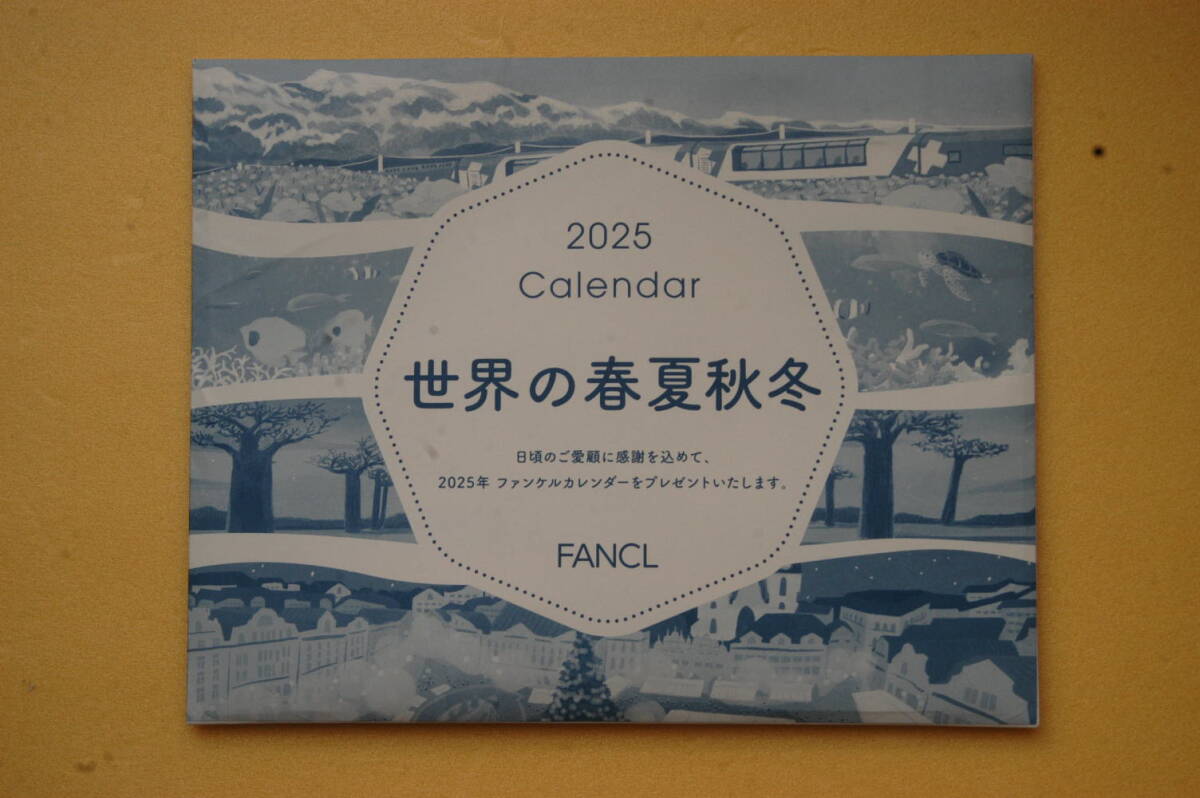 2025
Calendar
世界の春夏秋冬
日頃のご愛顧に感謝を込めて、
2025年 ファンケルカレンダーをプレゼントいたします。
FANCL